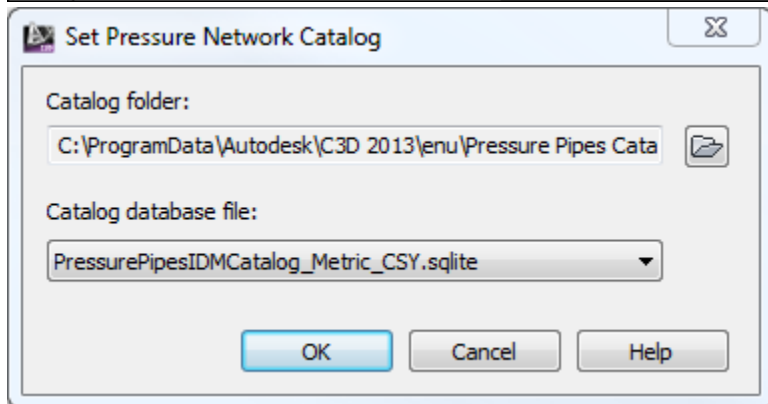 Set Pressure Network Catalog
Catalog folder:
C:\ProgramData\Autodesk\C3D 2013\enu\Pressure Pipes Cata
Catalog database file:
PressurePipesIDMCatalog_Metric_CSY.sqlite
OK Cancel Help